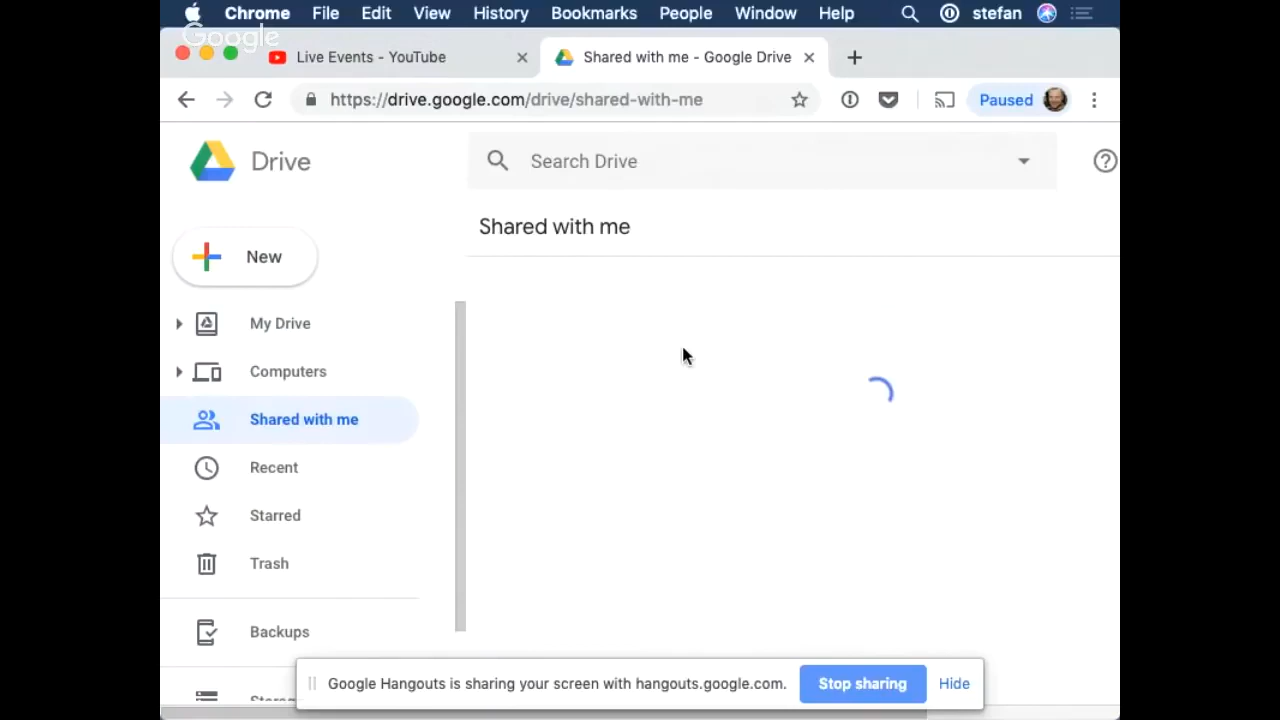 Chrome File Edit View History Bookmarks People Window Help stefan
Google
Live Events - YouTube
Shared with me - Google Drive
https://drive.google.com/drive/shared-with-me
Paused
Drive
Search Drive
Shared with me
New
My Drive
Computers
Shared with me
Recent
Starred
Trash
Backups
Google Hangouts is sharing your screen with hangouts.google.com.
Stop sharing
Hide